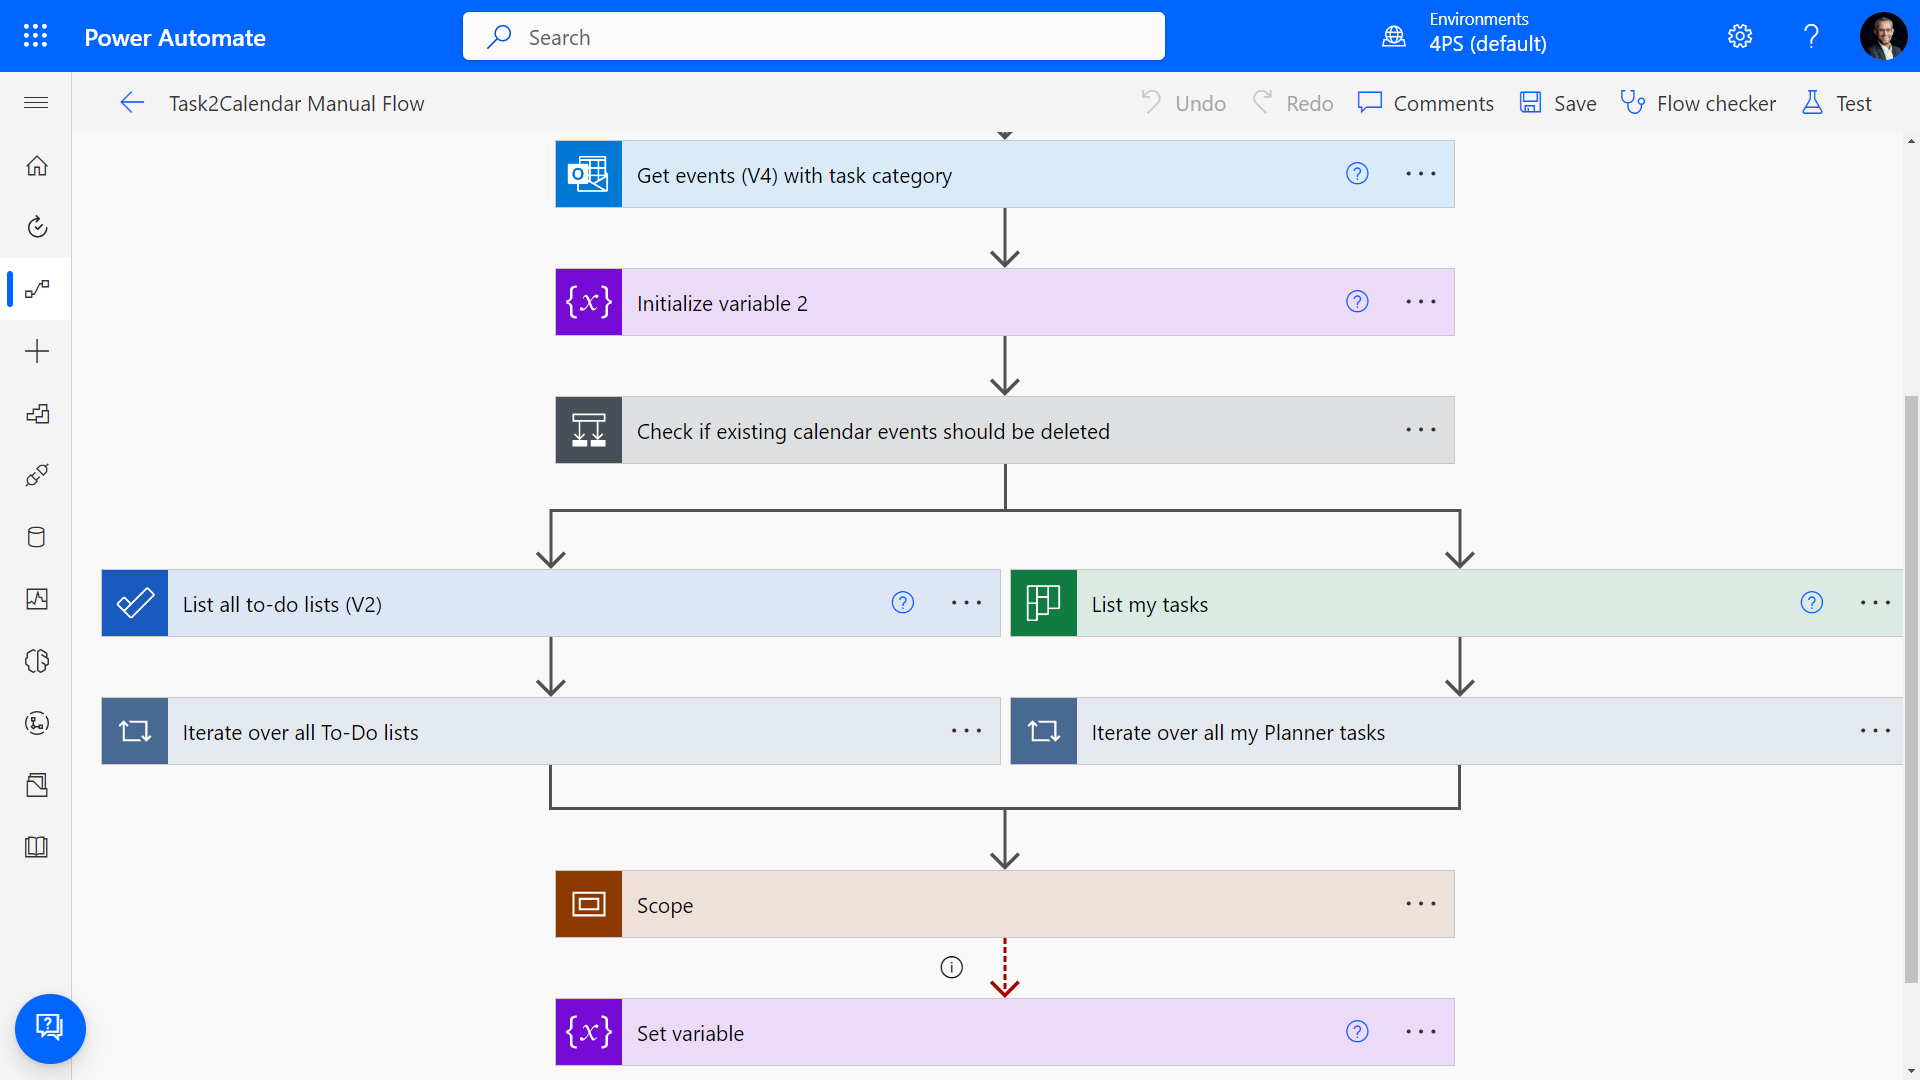 Power Automate
Search
Environments
4PS (default)
?
Task2Calendar Manual Flow
Undo
Redo
Comments
Save
Flow checker
Test
Get events (V4) with task category
{x} Initialize variable 2
Check if existing calendar events should be deleted
List all to-do lists (V2)
List my tasks
Iterate over all To-Do lists
Iterate over all my Planner tasks
Scope
{x} Set variable